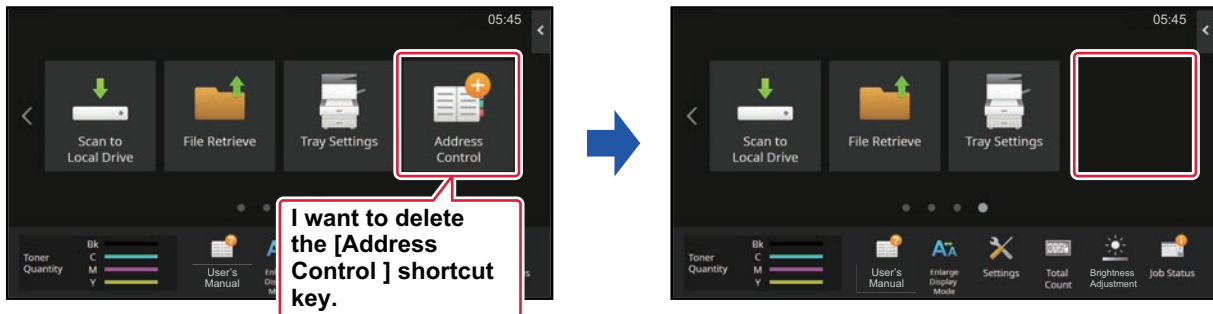 05:45
Scan to
Local Drive
File Retrieve
Tray Settings
Address
Control
I want to delete
the [Address
Control ] shortcut
key.
Toner
Quantity
Bk
C
M
Y
User's
Manual
05:45
Scan to
Local Drive
File Retrieve
Tray Settings
Toner
Quantity
Bk
C
M
Y
User's
Manual
Enlarge
Display
Mode
Settings
Total
Count
Brightness
Adjustment
Job Status